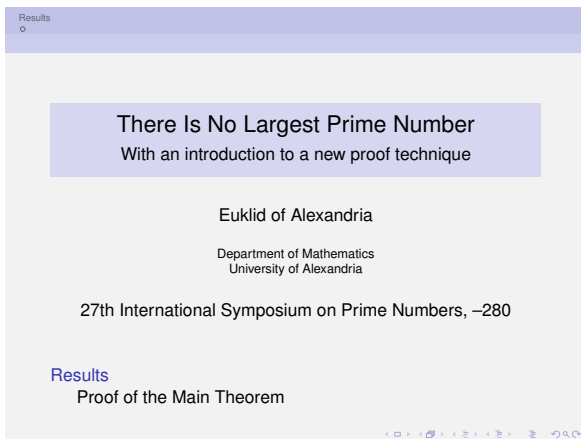 Results
There Is No Largest Prime Number
With an introduction to a new proof technique
Euklid of Alexandria
Department of Mathematics
University of Alexandria
27th International Symposium on Prime Numbers, –280
Results
Proof of the Main Theorem